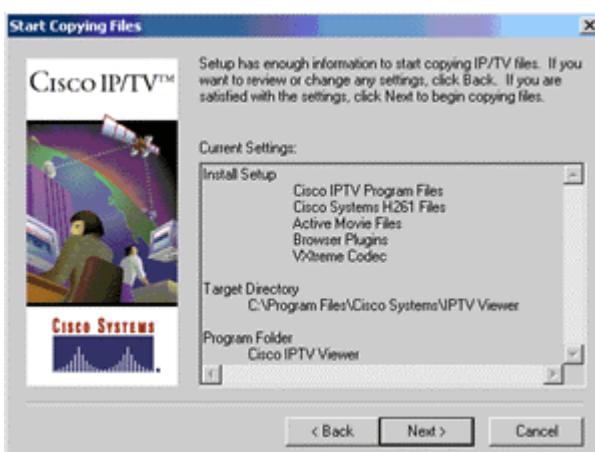 Start Copying Files
CISCO IP/TV™
Setup has enough information to start copying IP/TV files. If you
want to review or change any settings, click Back. If you are
satisfied with the settings, click Next to begin copying files.
Current Settings:
Install Setup
Cisco IPTV Program Files
Cisco Systems H261 Files
Active Movie Files
Browser Plugins
VXtreme Codec
Target Directory
C:\Program Files\Cisco Systems\IPTV Viewer
Program Folder
Cisco IPTV Viewer
CISCO SYSTEMS
< Back
Next >
Cancel